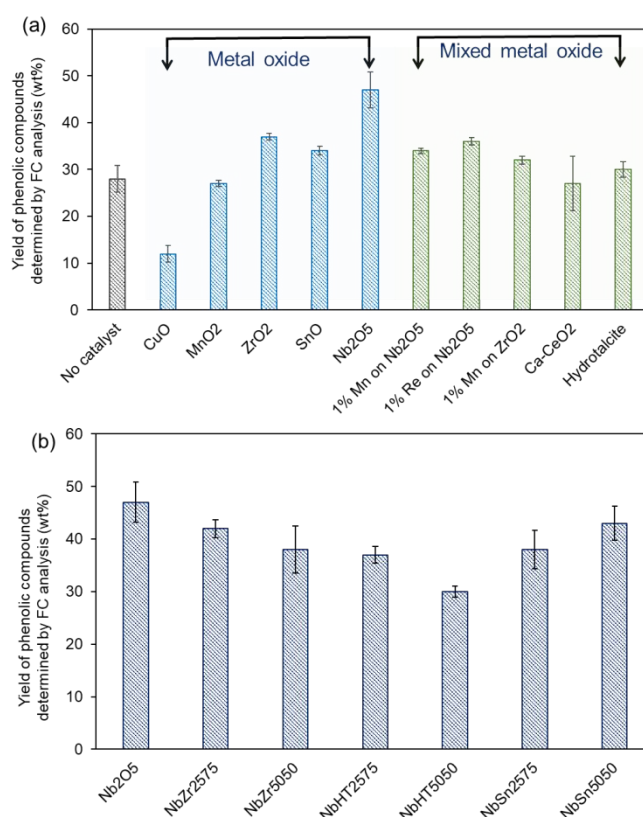 (a)
Metal oxide
Mixed metal oxide
Yield of phenolic compounds
determined by FC analysis (wt%)
60
50
40
30
20
10
0
No catalyst
CuO
MnO2
ZrO2
SnO
Nb2O5
1% Mn on Nb2O5
1% Re on Nb2O5
1% Mn on ZrO2
Ca-CeO2
Hydrotalcite
(b)
Yield of phenolic compounds
determined by FC analysis (wt%)
60
50
40
30
20
10
0
Nb2O5
NbZr2575
NbZr5050
NbHT2575
NbHT5050
NbSn2575
NbSn5050